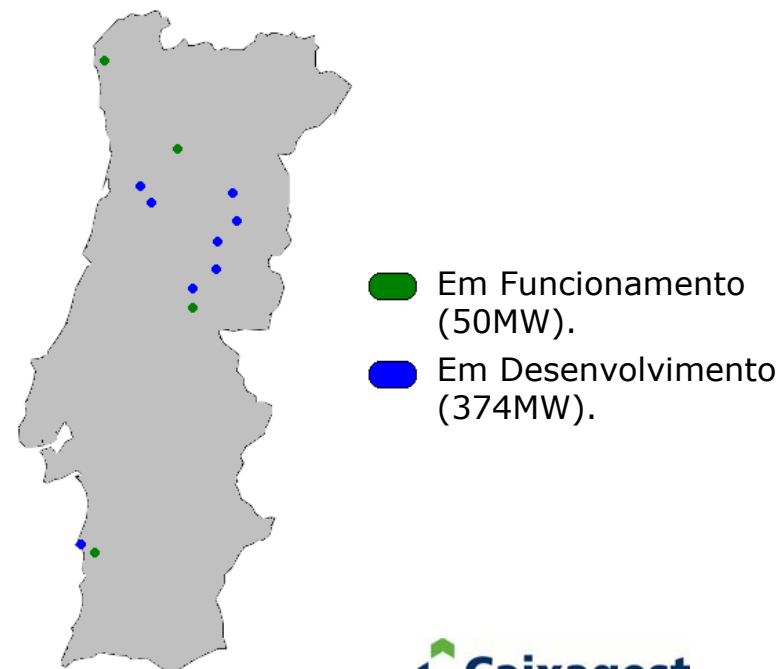 Em Funcionamento
(50MW).
Em Desenvolvimento
(374MW).
Caixagest